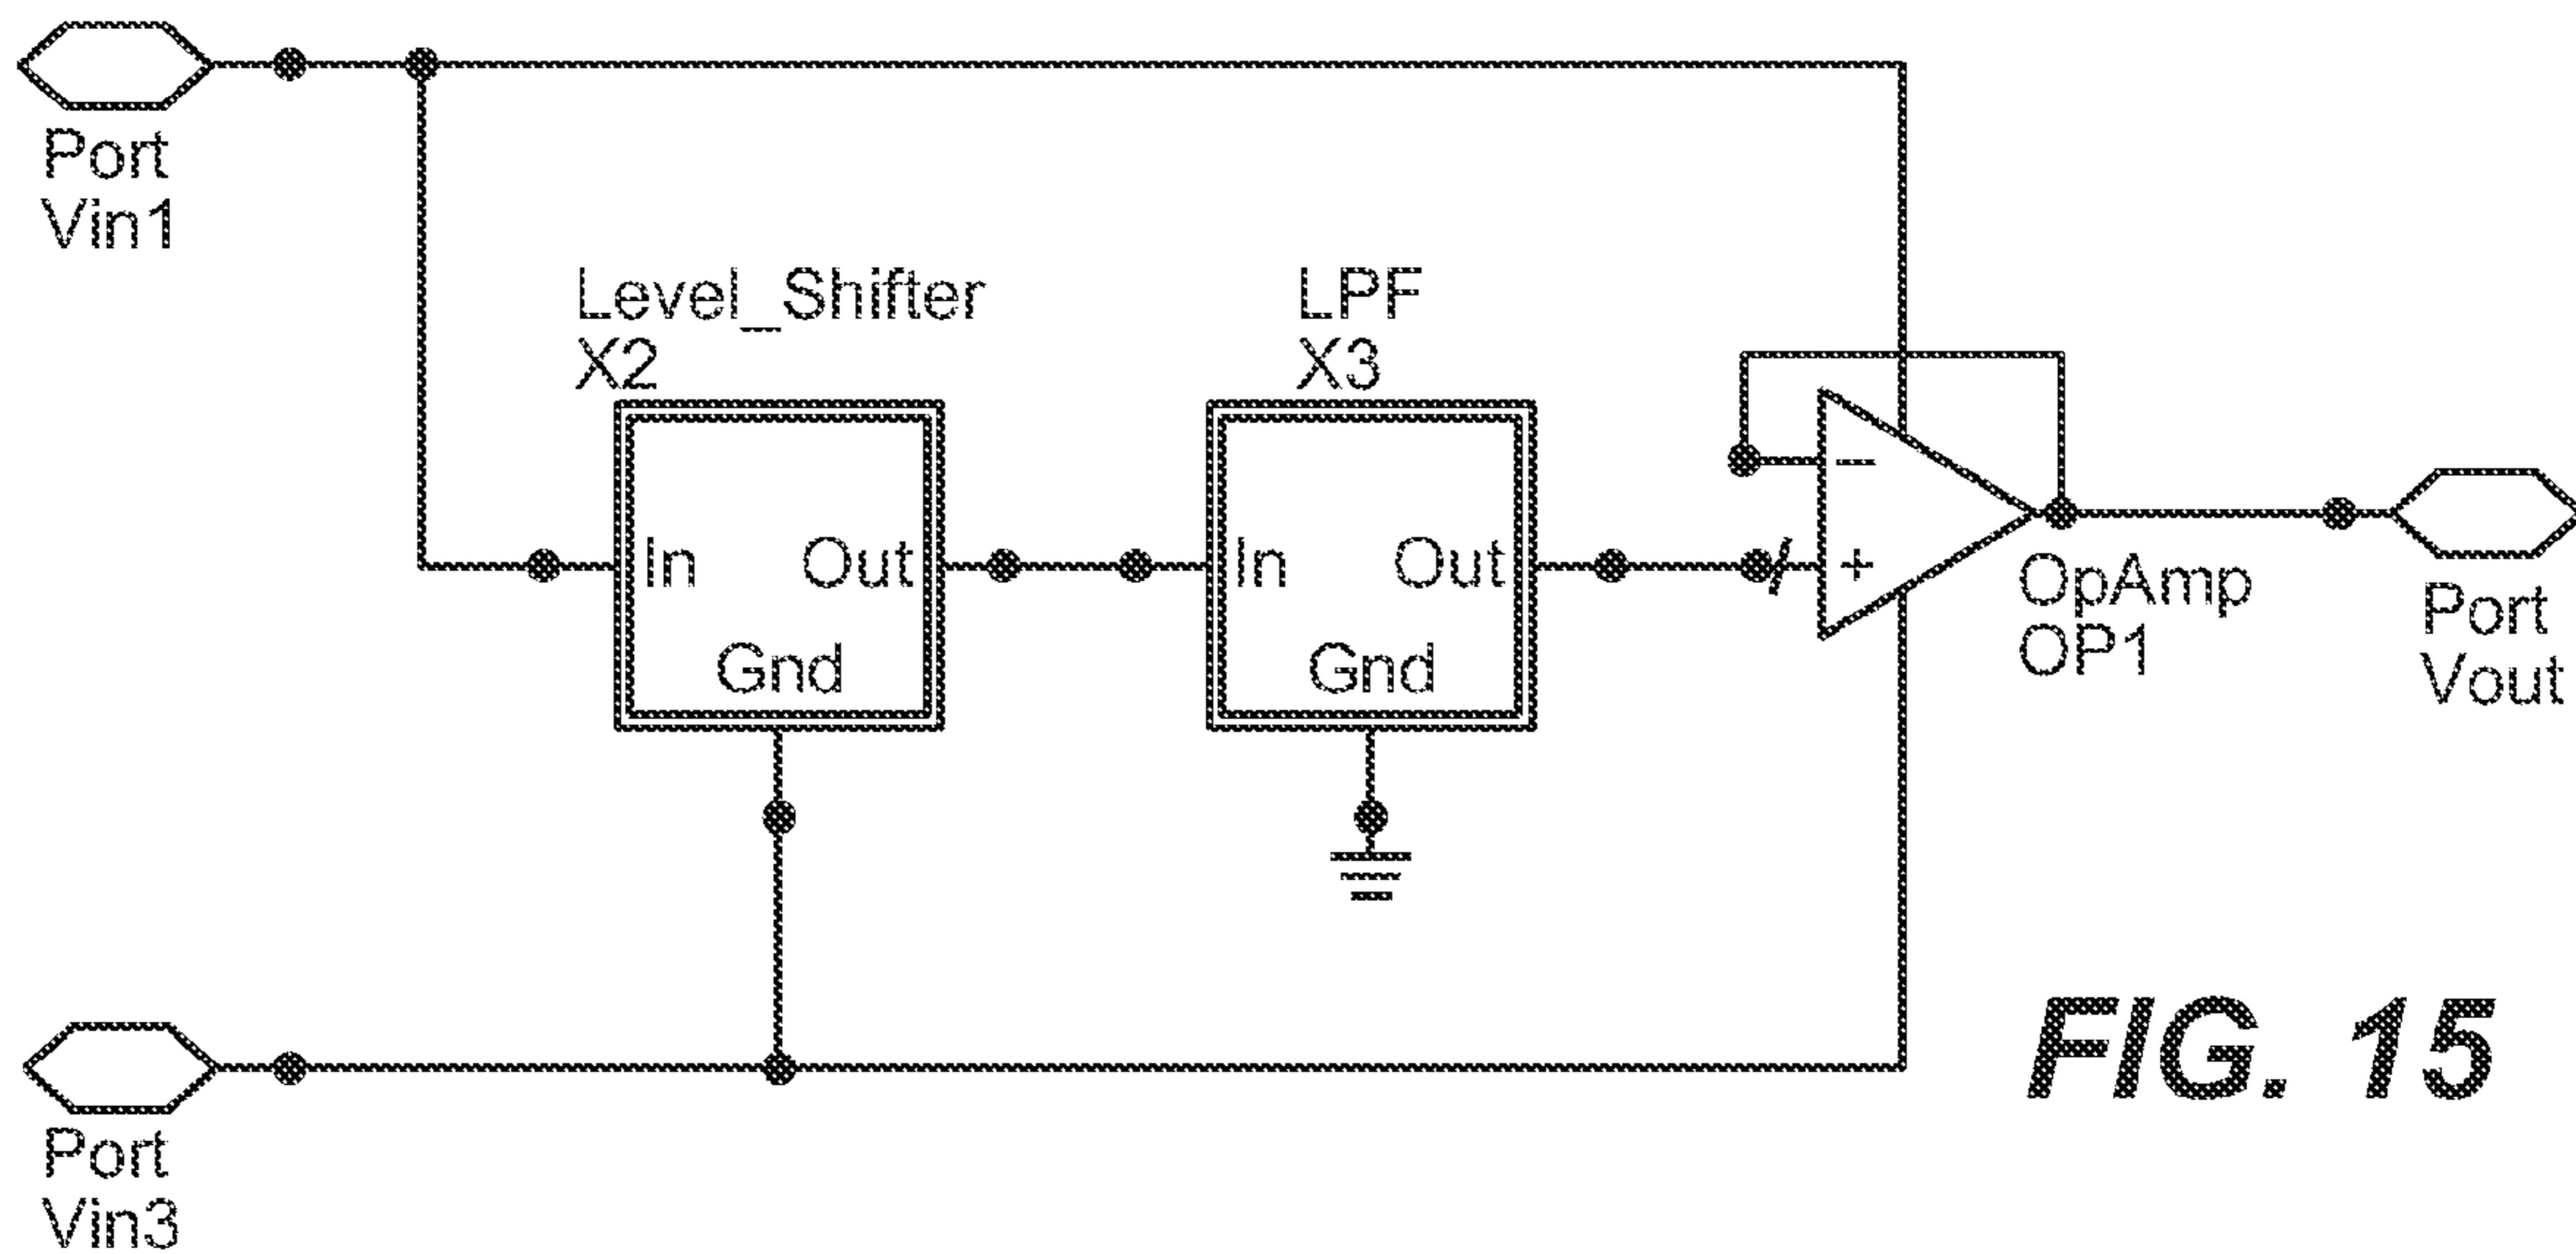 Port
Vin1
Level_Shifter
X2
In
Out
Gnd
LPF
X3
In
Out
Gnd
−
+
OpAmp
OP1
Port
Vout
Port
Vin3
FIG. 15